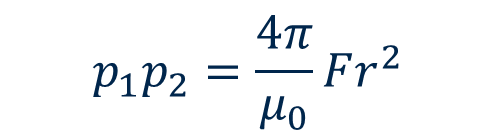 p₁p₂ = 4π/μ₀ Fr²